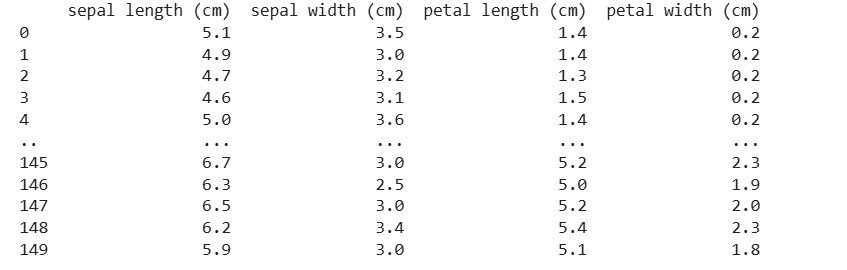 sepal length (cm) sepal width (cm) petal length (cm) petal width (cm)
0 5.1 3.5 1.4 0.2
1 4.9 3.0 1.4 0.2
2 4.7 3.2 1.3 0.2
3 4.6 3.1 1.5 0.2
4 5.0 3.6 1.4 0.2
.. ... ... ... ...
145 6.7 3.0 5.2 2.3
146 6.3 2.5 5.0 1.9
147 6.5 3.0 5.2 2.0
148 6.2 3.4 5.4 2.3
149 5.9 3.0 5.1 1.8